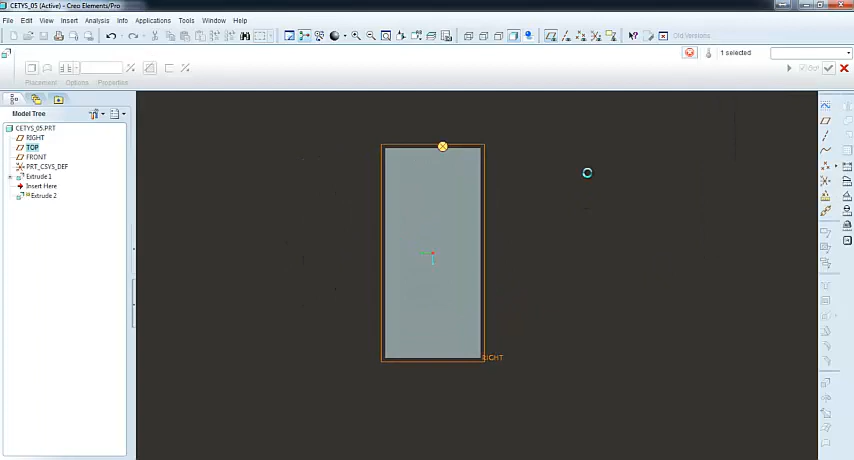 CETYS_05 (Active) - Creo Elements/Pro
File Edit View Insert Analysis Info Applications Tools Window Help
Old Versions
1 selected
Placement Options Properties
Model Tree
CETYS_05.PRT
RIGHT
TOP
FRONT
PRT_CSYS_DEF
Extrude 1
Insert Here
Extrude 2
RIGHT